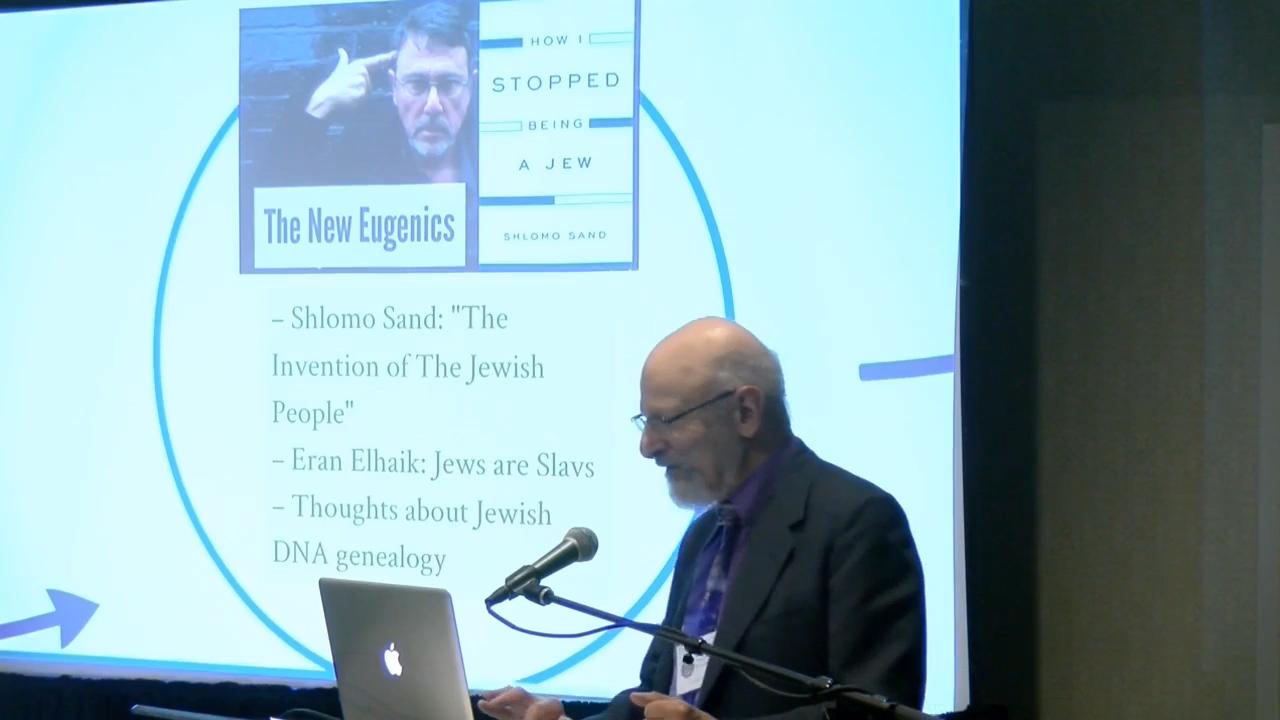 HOW I
STOPPED
BEING
A JEW
SHLOMO SAND
The New Eugenics
– Shlomo Sand: "The
Invention of The Jewish
People"
– Eran Elhaik: Jews are Slavs
– Thoughts about Jewish
DNA genealogy